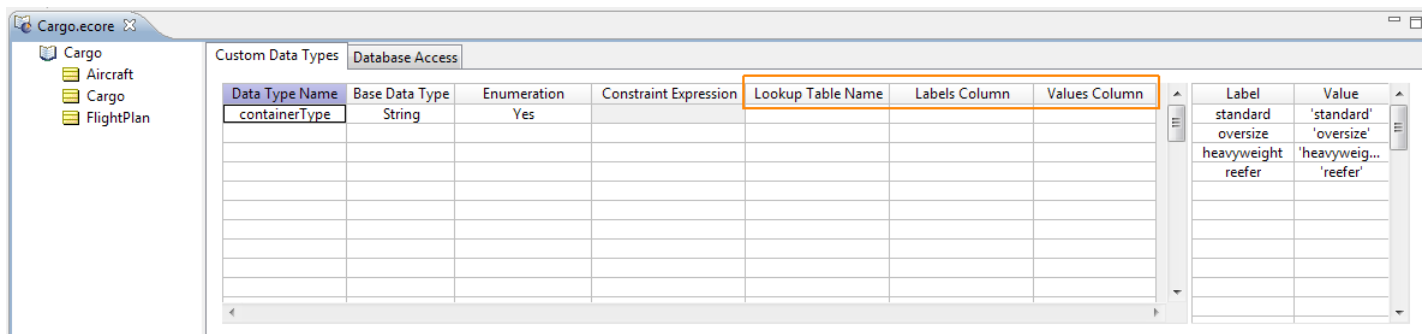 Cargo.ecore
Cargo
Aircraft
Cargo
FlightPlan
Custom Data Types Database Access
Data Type Name Base Data Type Enumeration Constraint Expression Lookup Table Name Labels Column Values Column
containerType String Yes
Label Value
standard 'standard'
oversize 'oversize'
heavyweight 'heavyweig...
reefer 'reefer'